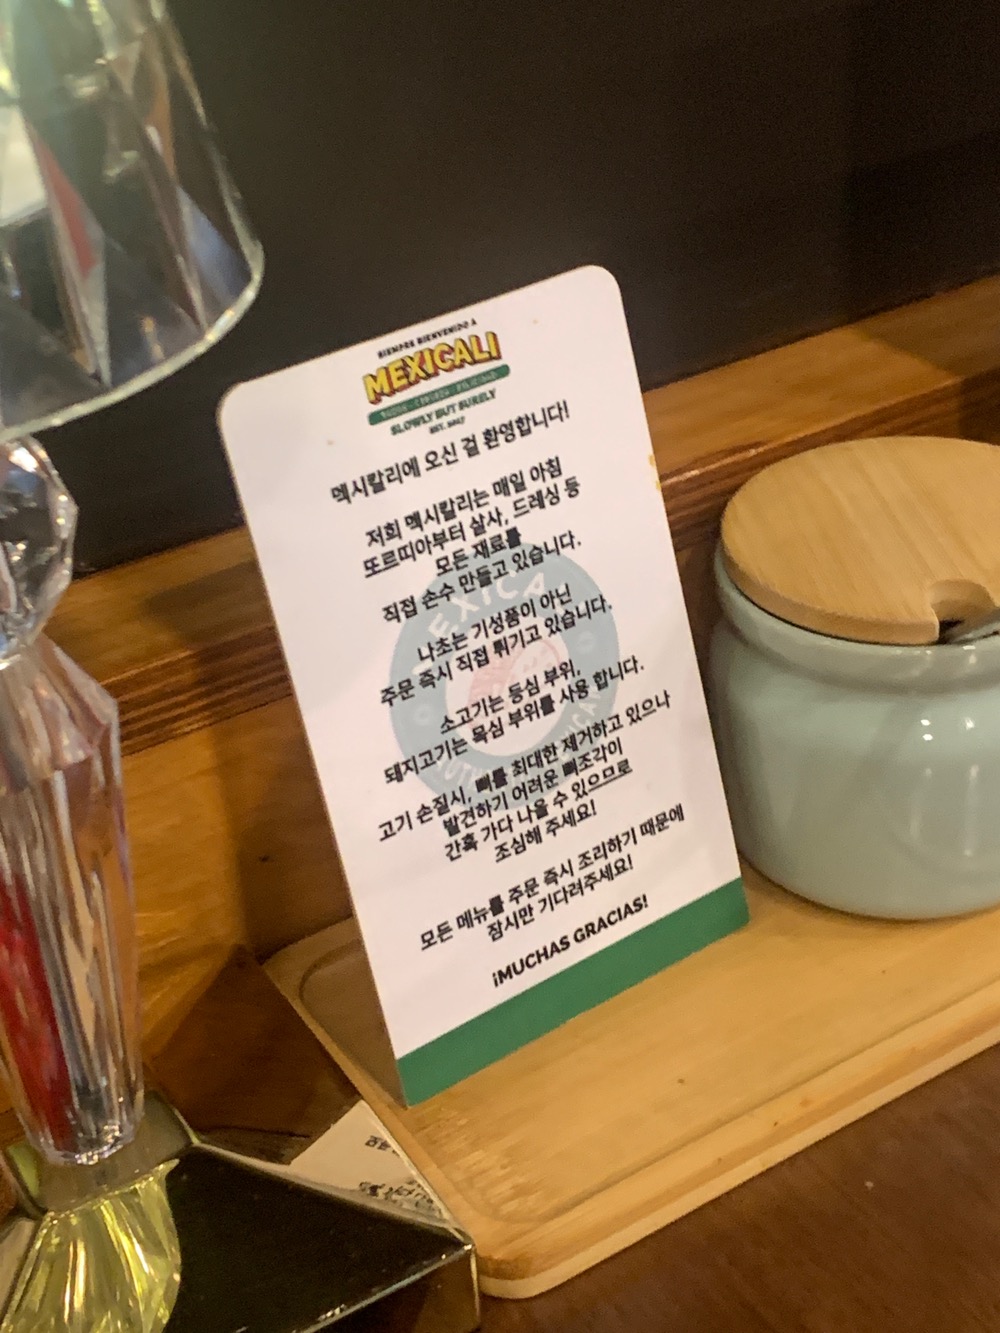 SIEMPRE BIENVENIDO A
MEXICALI
SLOWLY BUT SURELY
EST. 2017
멕시칼리에 오신 걸 환영합니다!
저희 멕시칼리는 매일 아침
또르띠아부터 살사, 드레싱 등
모든 재료를
직접 손수 만들고 있습니다.
나초는 기성품이 아닌
주문 즉시 직접 튀기고 있습니다.
소고기는 등심 부위,
돼지고기는 목심 부위를 사용 합니다.
고기 손질시, 뼈를 최대한 제거하고 있으나
발견하기 어려운 뼈조각이
간혹 가다 나올 수 있으므로
조심해 주세요!
모든 메뉴를 주문 즉시 조리하기 때문에
잠시만 기다려주세요!
¡MUCHAS GRACIAS!